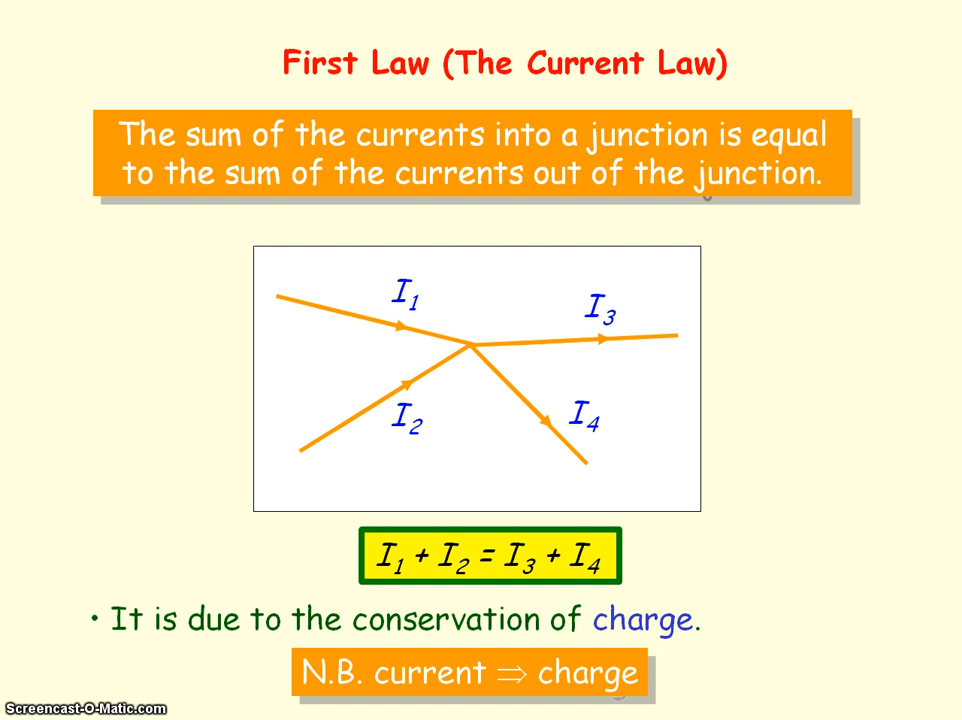 First Law (The Current Law)
The sum of the currents into a junction is equal
to the sum of the currents out of the junction.
I₁
I₃
I₂
I₄
I₁ + I₂ = I₃ + I₄
• It is due to the conservation of charge.
N.B. current ⇒ charge
Screencast-O-Matic.com